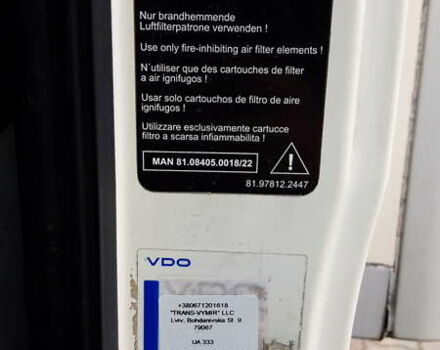 Nur brandhemmende
Luftfilterpatrone verwenden !
Use only fire-inhibiting air filter elements !
N´utiliser que des cartouches de filter
a air ignifugos !
Usar solo cartouchos de filtro de aire
ignifugos !
Utilizzare esclusivamente cartucce
filtro a scarsa infiammabilita !
MAN 81.08405.0018/22
!
81.97812.2447
VDO
+380671201618
"TRANS-VYMIR" LLC
Lviv, Bohdanivska St. 9
79067
UA 333